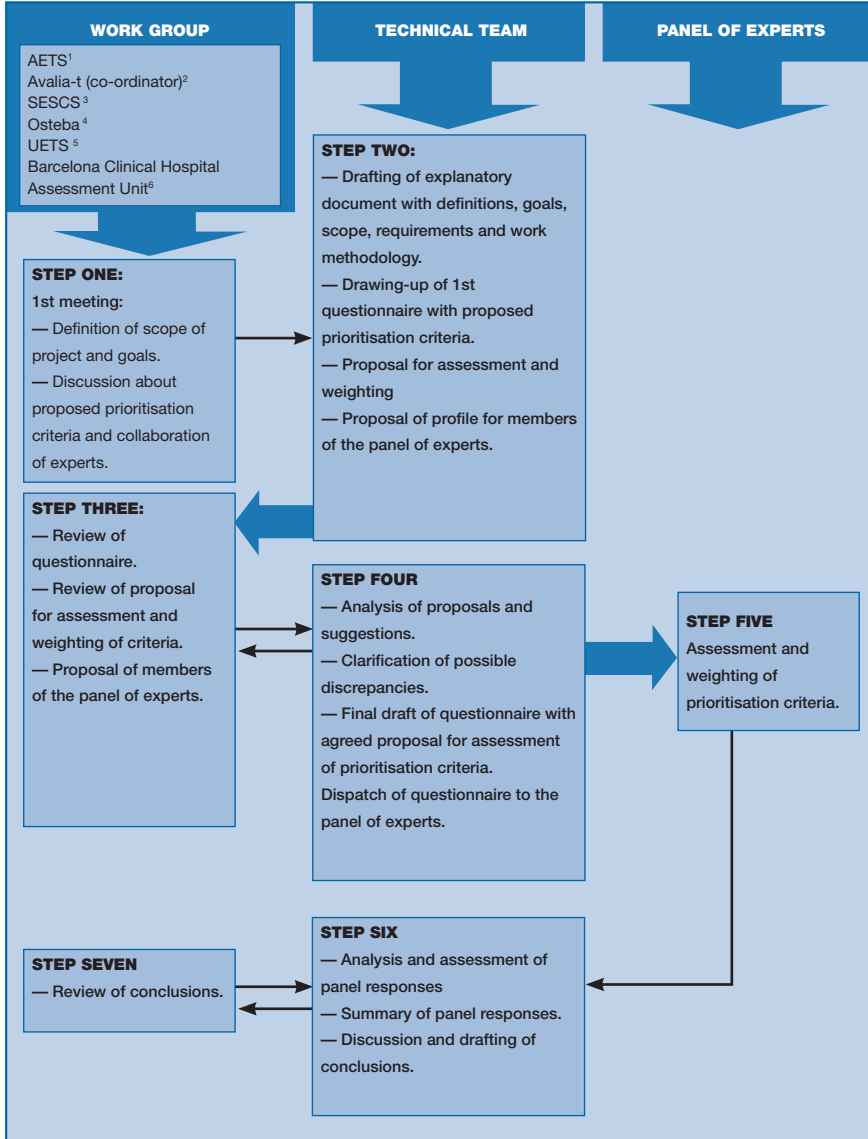 WORK GROUP
TECHNICAL TEAM
PANEL OF EXPERTS
AETS¹
Avalia-t (co-ordinator)²
SESCS ³
Osteba ⁴
UETS ⁵
Barcelona Clinical Hospital
Assessment Unit⁶
STEP ONE:
1st meeting:
— Definition of scope of
project and goals.
— Discussion about
proposed prioritisation
criteria and collaboration
of experts.
STEP TWO:
— Drafting of explanatory
document with definitions, goals,
scope, requirements and work
methodology.
— Drawing-up of 1st
questionnaire with proposed
prioritisation criteria.
— Proposal for assessment and
weighting
— Proposal of profile for members
of the panel of experts.
STEP THREE:
— Review of
questionnaire.
— Review of proposal
for assessment and
weighting of criteria.
— Proposal of members
of the panel of experts.
STEP FOUR
— Analysis of proposals and
suggestions.
— Clarification of possible
discrepancies.
— Final draft of questionnaire with
agreed proposal for assessment
of prioritisation criteria.
Dispatch of questionnaire to the
panel of experts.
STEP FIVE
Assessment and
weighting of
prioritisation criteria.
STEP SIX
— Analysis and assessment of
panel responses
— Summary of panel responses.
— Discussion and drafting of
conclusions.
STEP SEVEN
— Review of conclusions.